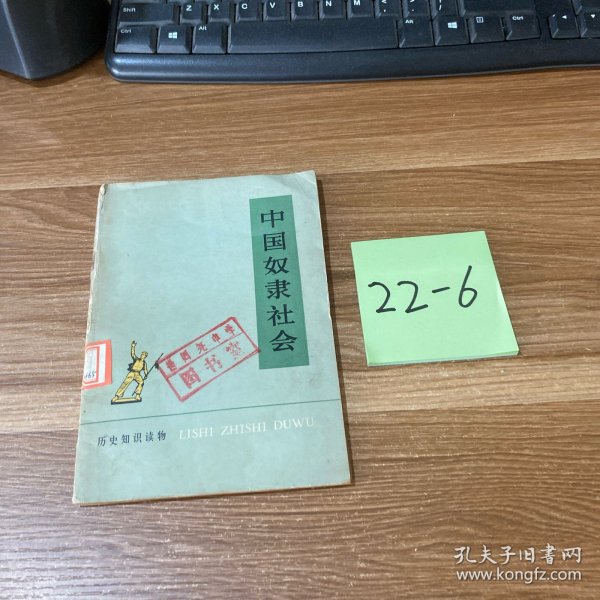 中国奴隶社会
图书室
历史知识读物 LISHI ZHISHI DUWU
22-6
孔夫子旧书网
www.kongfz.com